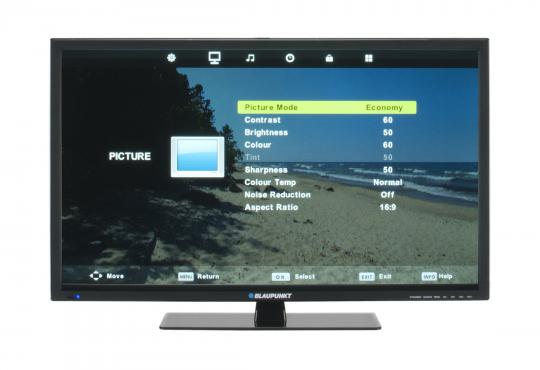 Picture Mode Economy
Contrast 60
Brightness 50
Colour 60
PICTURE
Tint 50
Sharpness 50
Colour Temp Normal
Noise Reduction Off
Aspect Ratio 16:9
Move MENU Return Select EXIT Exit INFO Help
BLAUPUNKT